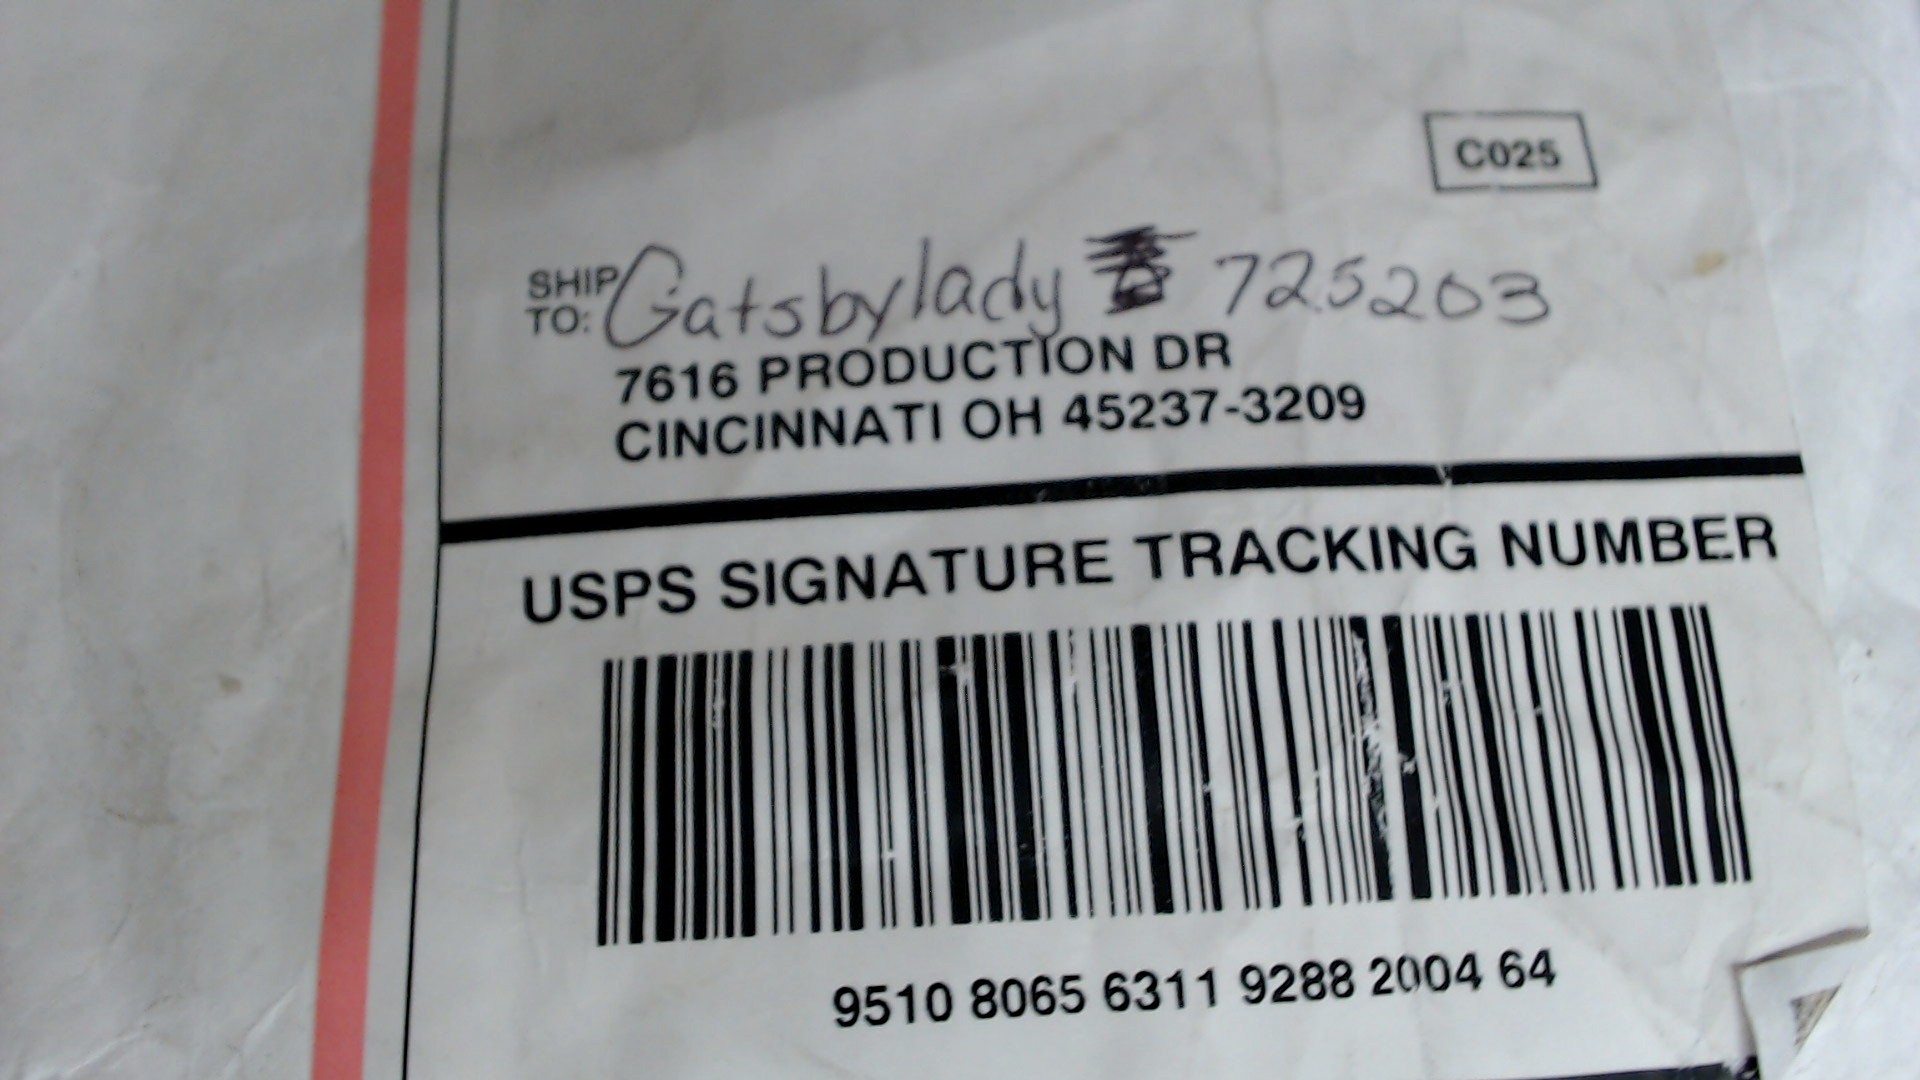 C025
SHIP
TO: Gatsbylady 725203
7616 PRODUCTION DR
CINCINNATI OH 45237-3209
USPS SIGNATURE TRACKING NUMBER
9510 8065 6311 9288 2004 64